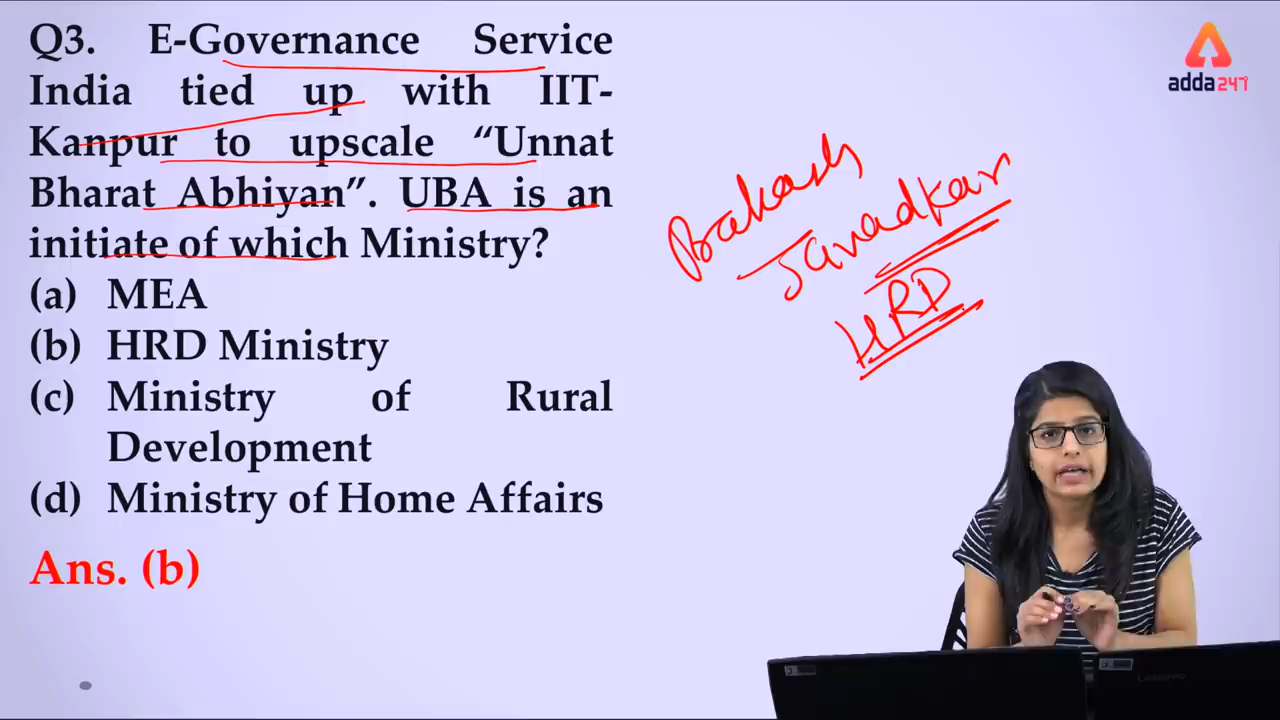 Q3. E-Governance Service
India tied up with IIT-
Kanpur to upscale “Unnat
Bharat Abhiyan”. UBA is an
initiate of which Ministry?
(a) MEA
(b) HRD Ministry
(c) Ministry of Rural
Development
(d) Ministry of Home Affairs
Ans. (b)
adda247
Prakash
Javadkar
HRD
Lenovo